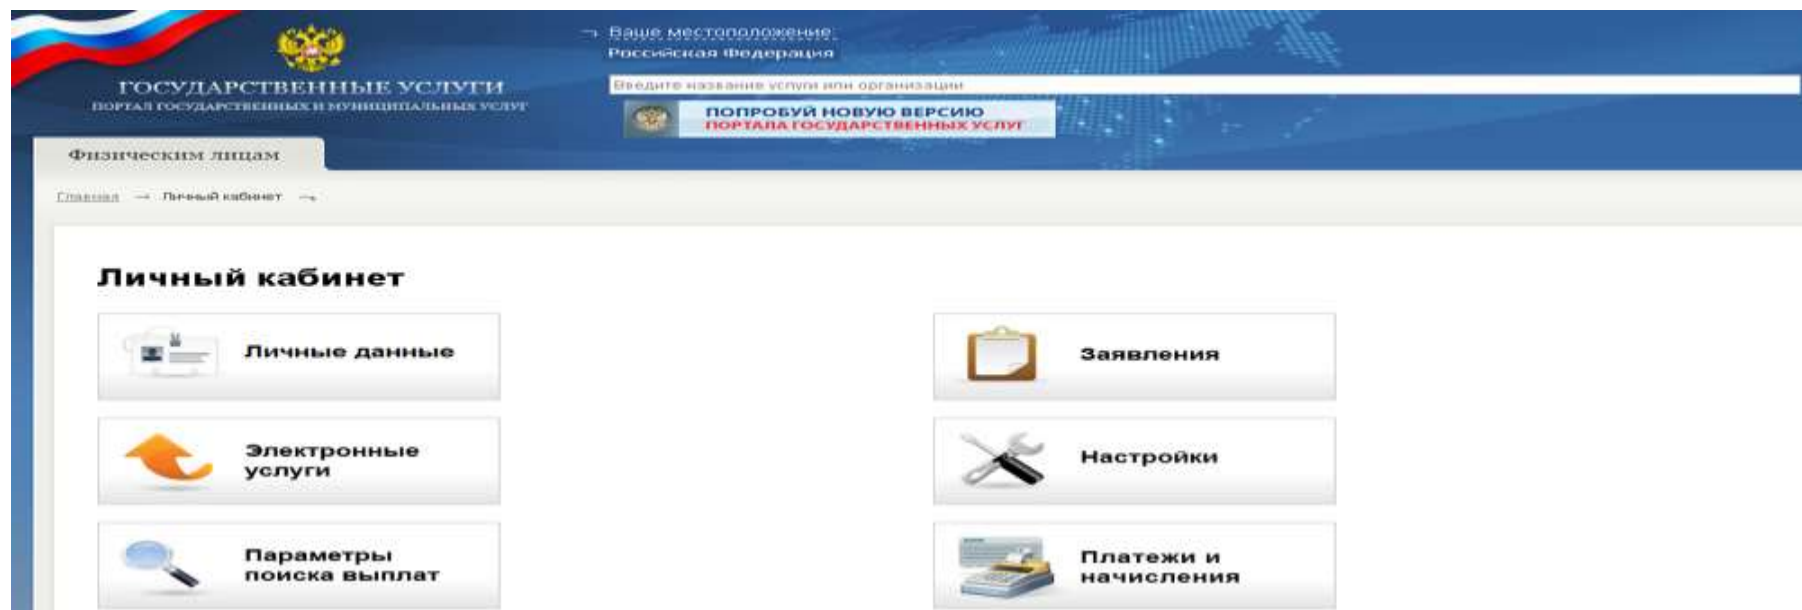 Ваше местоположение:
Российская Федерация
ГОСУДАРСТВЕННЫЕ УСЛУГИ
ПОРТАЛ ГОСУДАРСТВЕННЫХ И МУНИЦИПАЛЬНЫХ УСЛУГ
Введите название услуги или организации
ПОПРОБУЙ НОВУЮ ВЕРСИЮ
ПОРТАЛА ГОСУДАРСТВЕННЫХ УСЛУГ
Физическим лицам
Главная → Личный кабинет →
Личный кабинет
Личные данные
Заявления
Электронные
услуги
Настройки
Параметры
поиска выплат
Платежи и
начисления